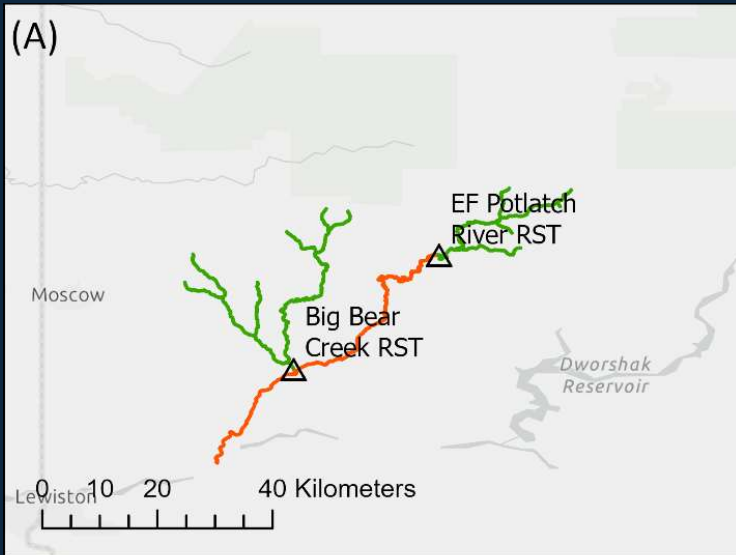 (A)
EF Potlatch
River RST
Moscow
Big Bear
Creek RST
Dworshak
Reservoir
0 10 20 40 Kilometers
Lewiston